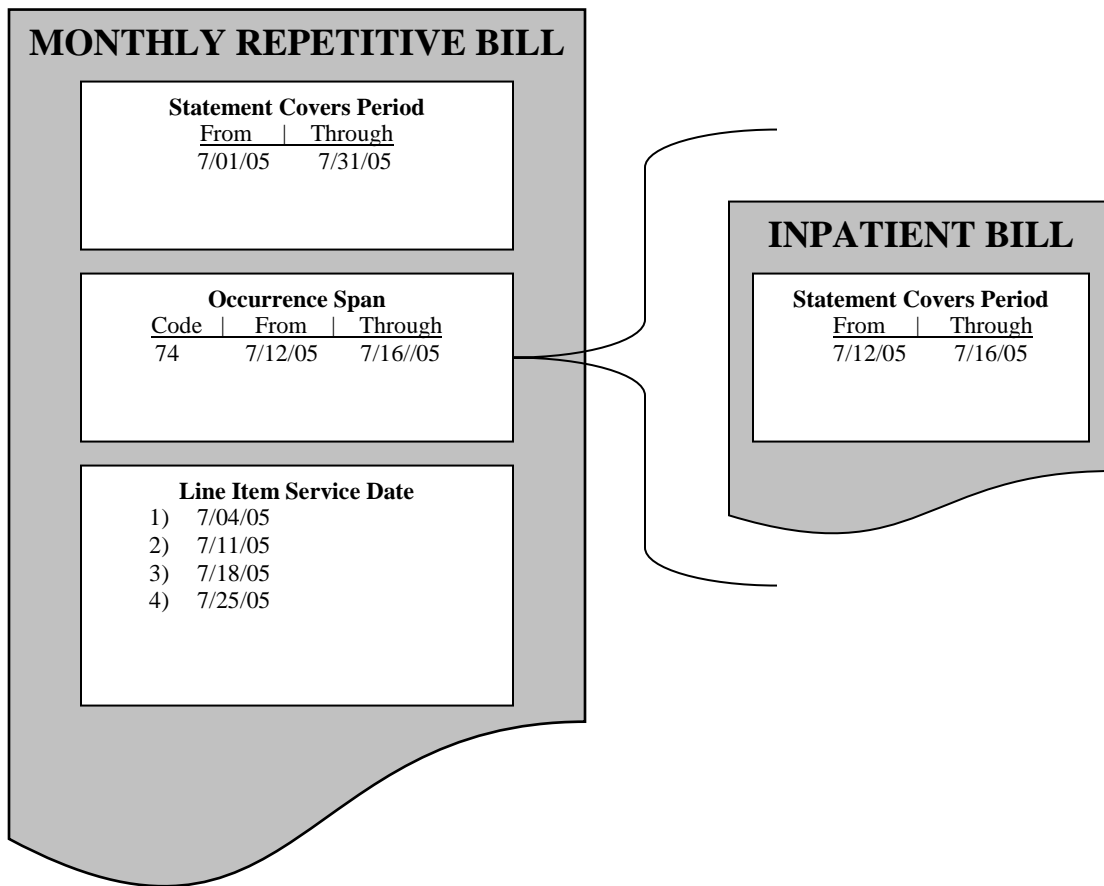 MONTHLY REPETITIVE BILL
Statement Covers Period
From | Through
7/01/05 7/31/05
Occurrence Span
Code | From | Through
74 7/12/05 7/16//05
Line Item Service Date
1) 7/04/05
2) 7/11/05
3) 7/18/05
4) 7/25/05
INPATIENT BILL
Statement Covers Period
From | Through
7/12/05 7/16/05